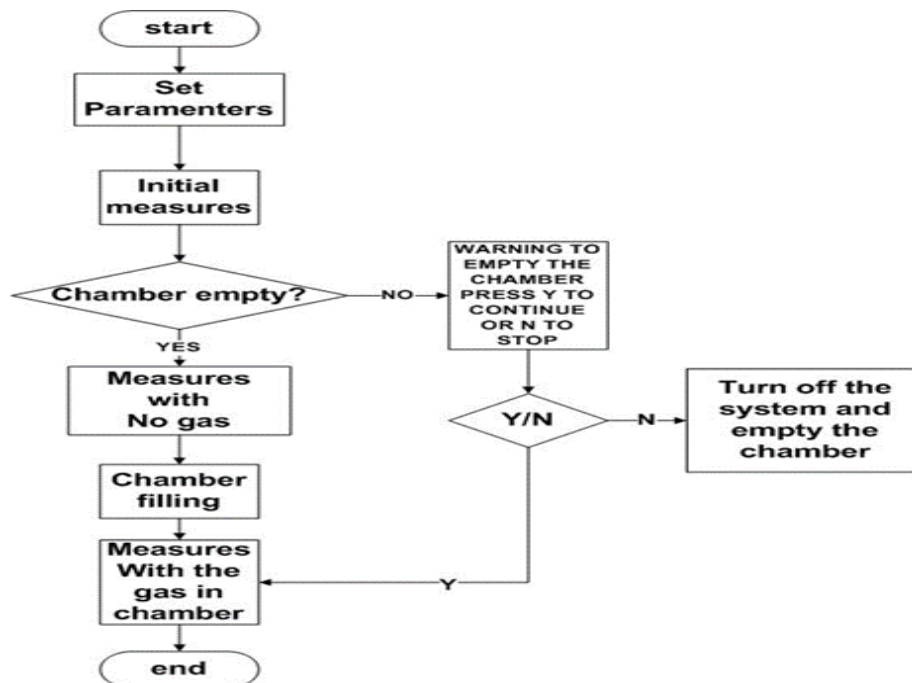 start
Set
Paramenters
Initial
measures
Chamber empty?
NO
WARNING TO
EMPTY THE
CHAMBER
PRESS Y TO
CONTINUE
OR N TO
STOP
YES
Measures
with
No gas
Y/N
N
Turn off the
system and
empty the
chamber
Chamber
filling
Measures
With the
gas in
chamber
Y
end